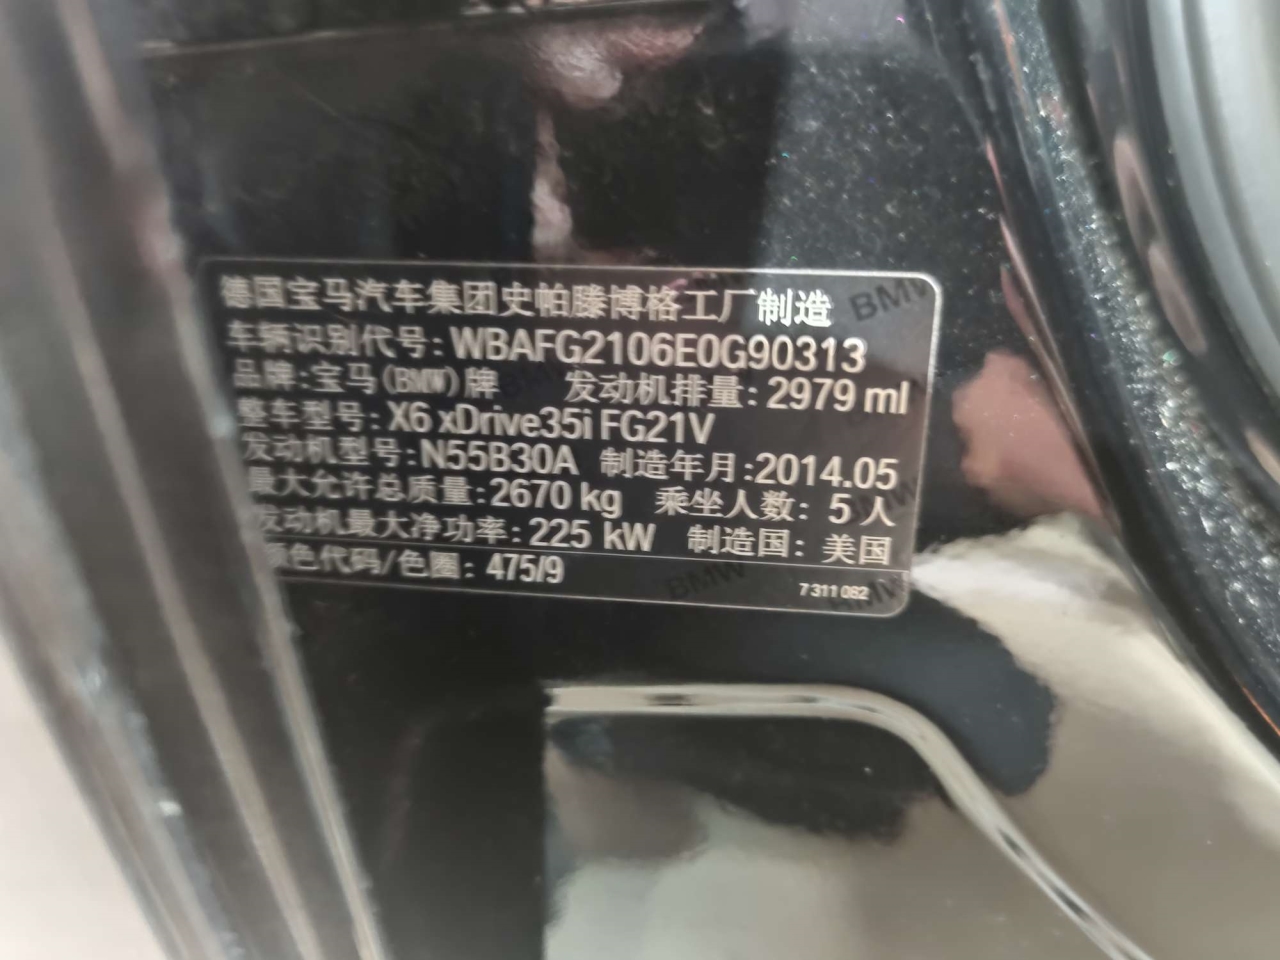 德国宝马汽车集团史帕滕博格工厂制造
车辆识别代号:WBAFG2106E0G90313
品牌:宝马(BMW)牌 发动机排量:2979 ml
整车型号:X6 xDrive35i FG21V
发动机型号:N55B30A 制造年月:2014.05
最大允许总质量:2670 kg 乘坐人数: 5 人
发动机最大净功率: 225 kW 制造国: 美国
颜色代码/色圈: 475/9
7 311 082
BMW
BMW
BMW
BMW